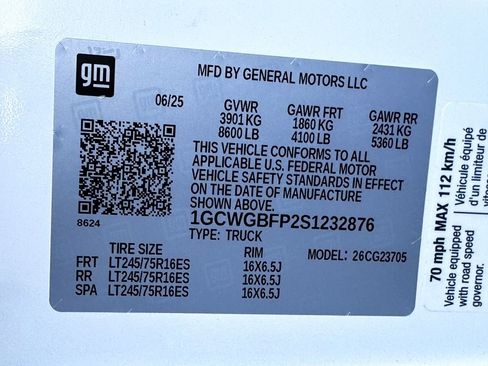 gm
MFD BY GENERAL MOTORS LLC
06/25 GVWR GAWR FRT GAWR RR
3901 KG 1860 KG 2431 KG
8600 LB 4100 LB 5360 LB
THIS VEHICLE CONFORMS TO ALL
APPLICABLE U.S. FEDERAL MOTOR
VEHICLE SAFETY STANDARDS IN EFFECT
ON THE DATE OF MANUFACTURE
SHOWN ABOVE.
8624
1GCWGBFP2S1232876
TYPE: TRUCK
TIRE SIZE RIM MODEL: 26CG23705
FRT LT245/75R16ES 16X6.5J
RR LT245/75R16ES 16X6.5J
SPA LT245/75R16ES 16X6.5J
70 mph MAX 112 km/h
Vehicle equipped
with road speed
governor.
Véhicule équipé
d'un limiteur de